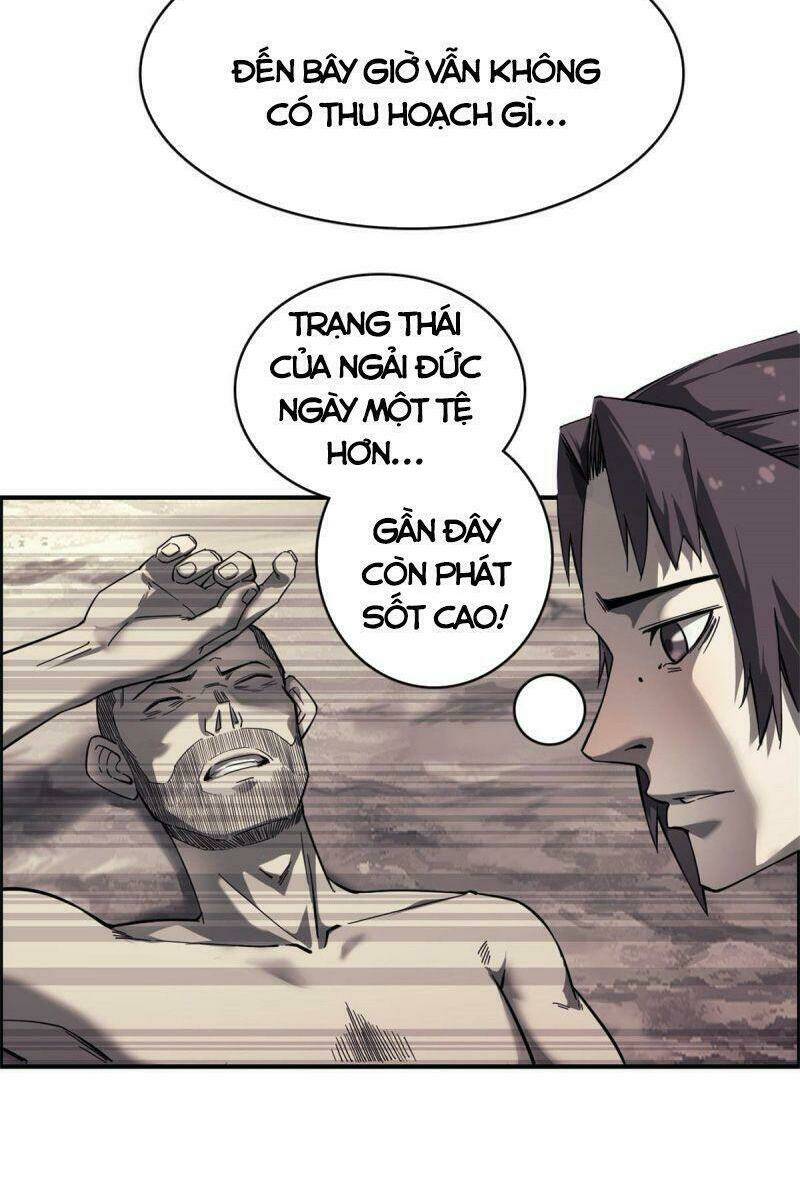 ĐẾN BÂY GIỜ VẪN KHÔNG
CÓ THU HOẠCH GÌ...
TRẠNG THÁI
CỦA NGẢI ĐỨC
NGÀY MỘT TỆ
HƠN...
GẦN ĐÂY
CÒN PHÁT
SỐT CAO!